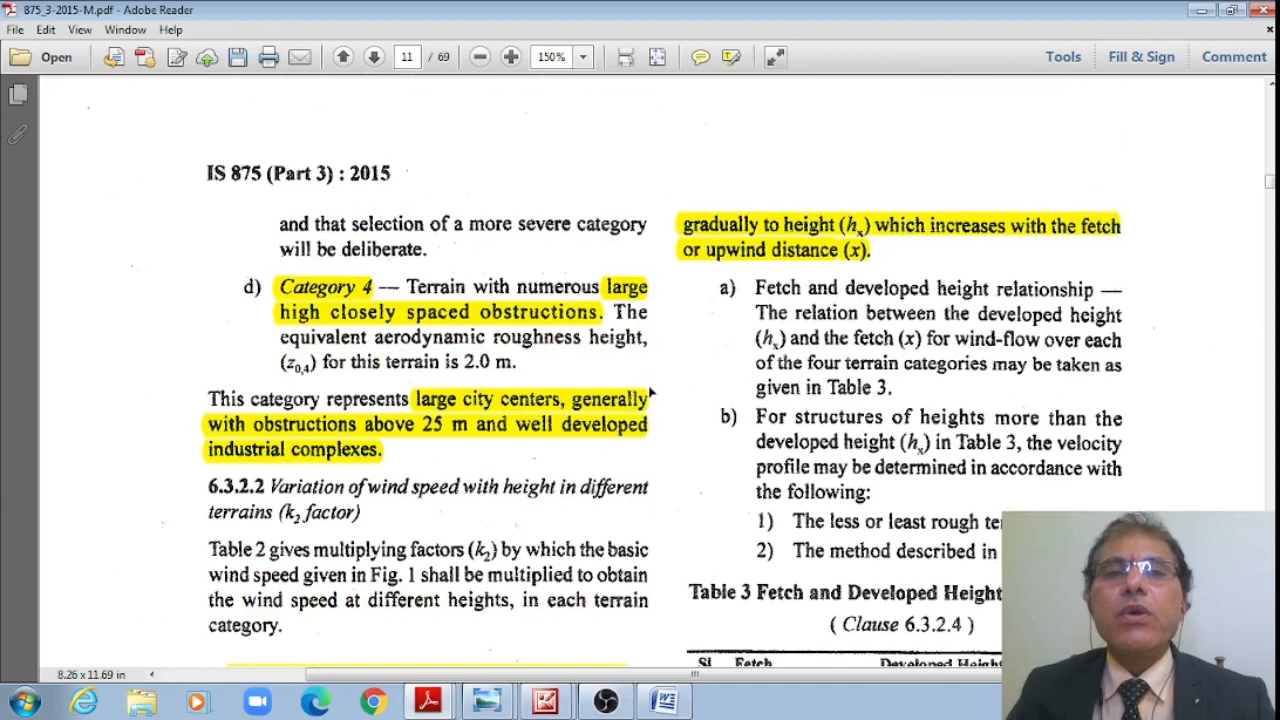 875_3-2015-M.pdf - Adobe Reader
File Edit View Window Help
Open 11 / 69 150% Tools Fill & Sign Comment
IS 875 (Part 3) : 2015
and that selection of a more severe category
will be deliberate.
d) Category 4 — Terrain with numerous large
high closely spaced obstructions. The
equivalent aerodynamic roughness height,
(z0,4) for this terrain is 2.0 m.
This category represents large city centers, generally
with obstructions above 25 m and well developed
industrial complexes.
6.3.2.2 Variation of wind speed with height in different
terrains (k2 factor)
Table 2 gives multiplying factors (k2) by which the basic
wind speed given in Fig. 1 shall be multiplied to obtain
the wind speed at different heights, in each terrain
category.
gradually to height (hx) which increases with the fetch
or upwind distance (x).
a) Fetch and developed height relationship —
The relation between the developed height
(hx) and the fetch (x) for wind-flow over each
of the four terrain categories may be taken as
given in Table 3.
b) For structures of heights more than the
developed height (hx) in Table 3, the velocity
profile may be determined in accordance with
the following:
1) The less or least rough
2) The method described in
Table 3 Fetch and Developed Height
( Clause 6.3.2.4 )
Sl Fetch Developed Height
8.26 x 11.69 in